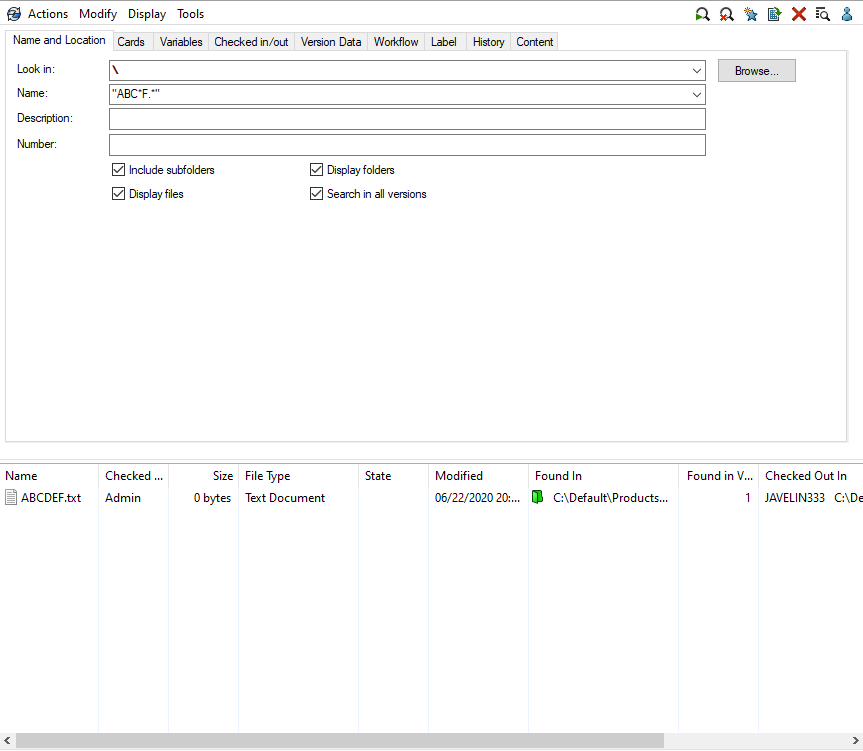 Actions Modify Display Tools
Name and Location Cards Variables Checked in/out Version Data Workflow Label History Content
Look in: \ Browse...
Name: "ABC*F.*"
Description:
Number:
Include subfolders Display folders
Display files Search in all versions
Name Checked ... Size File Type State Modified Found In Found in V... Checked Out In
ABCDEF.txt Admin 0 bytes Text Document 06/22/2020 20:... C:\Default\Products... 1 JAVELIN333 C:\De